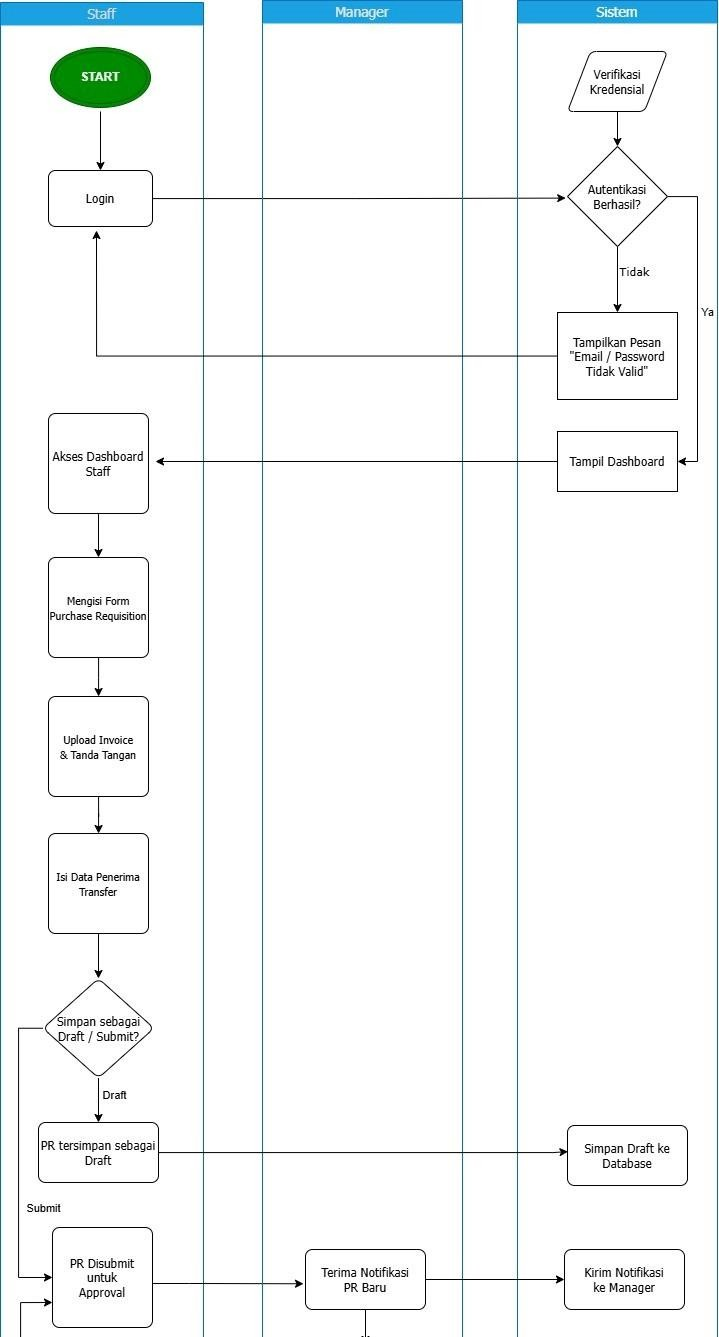 Staff
Manager
Sistem
START
Verifikasi
Kredensial
Login
Autentikasi
Berhasil?
Tidak
Ya
Tampilkan Pesan
"Email / Password
Tidak Valid"
Akses Dashboard
Staff
Tampil Dashboard
Mengisi Form
Purchase Requisition
Upload Invoice
& Tanda Tangan
Isi Data Penerima
Transfer
Simpan sebagai
Draft / Submit?
Draft
PR tersimpan sebagai
Draft
Simpan Draft ke
Database
Submit
PR Disubmit
untuk
Approval
Terima Notifikasi
PR Baru
Kirim Notifikasi
ke Manager